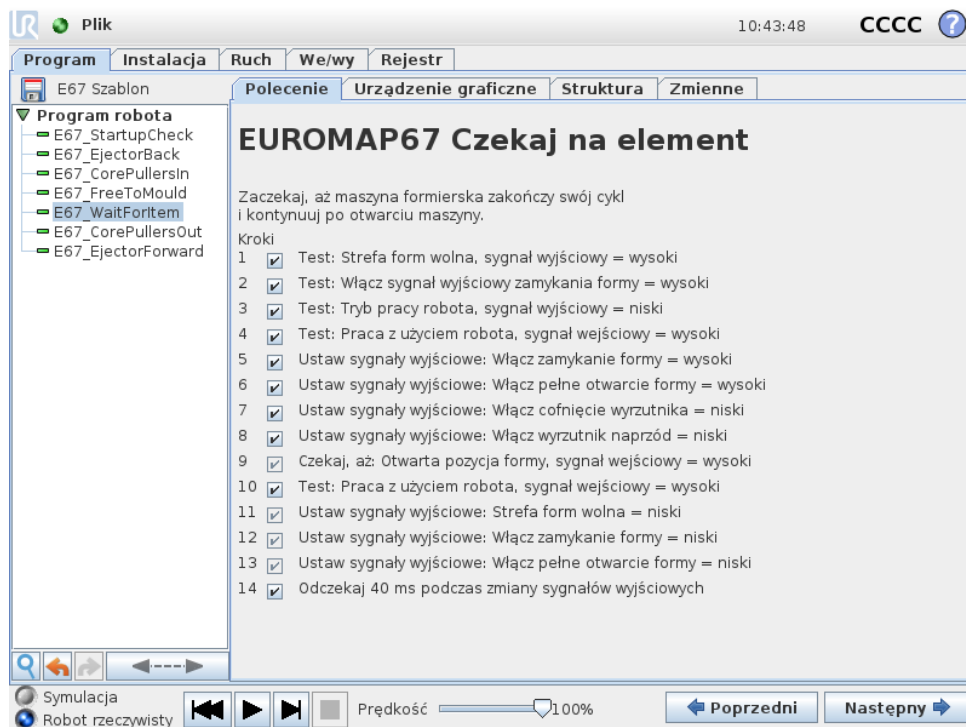 UR Plik 10:43:48 CCCC ?
Program Instalacja Ruch We/wy Rejestr
E67 Szablon
Polecenie Urządzenie graficzne Struktura Zmienne
Program robota
E67_StartupCheck
E67_EjectorBack
E67_CorePullersIn
E67_FreeToMould
E67_WaitForItem
E67_CorePullersOut
E67_EjectorForward
EUROMAP67 Czekaj na element
Zaczekaj, aż maszyna formierska zakończy swój cykl
i kontynuuj po otwarciu maszyny.
Kroki
1 Test: Strefa form wolna, sygnał wyjściowy = wysoki
2 Test: Włącz sygnał wyjściowy zamykania formy = wysoki
3 Test: Tryb pracy robota, sygnał wyjściowy = niski
4 Test: Praca z użyciem robota, sygnał wejściowy = wysoki
5 Ustaw sygnały wyjściowe: Włącz zamykanie formy = wysoki
6 Ustaw sygnały wyjściowe: Włącz pełne otwarcie formy = wysoki
7 Ustaw sygnały wyjściowe: Włącz cofnięcie wyrzutnika = niski
8 Ustaw sygnały wyjściowe: Włącz wyrzutnik naprzód = niski
9 Czekaj, aż: Otwarta pozycja formy, sygnał wejściowy = wysoki
10 Test: Praca z użyciem robota, sygnał wejściowy = wysoki
11 Ustaw sygnały wyjściowe: Strefa form wolna = niski
12 Ustaw sygnały wyjściowe: Włącz zamykanie formy = niski
13 Ustaw sygnały wyjściowe: Włącz pełne otwarcie formy = niski
14 Odczekaj 40 ms podczas zmiany sygnałów wyjściowych
Symulacja
Robot rzeczywisty
Prędkość 100%
Poprzedni Następny